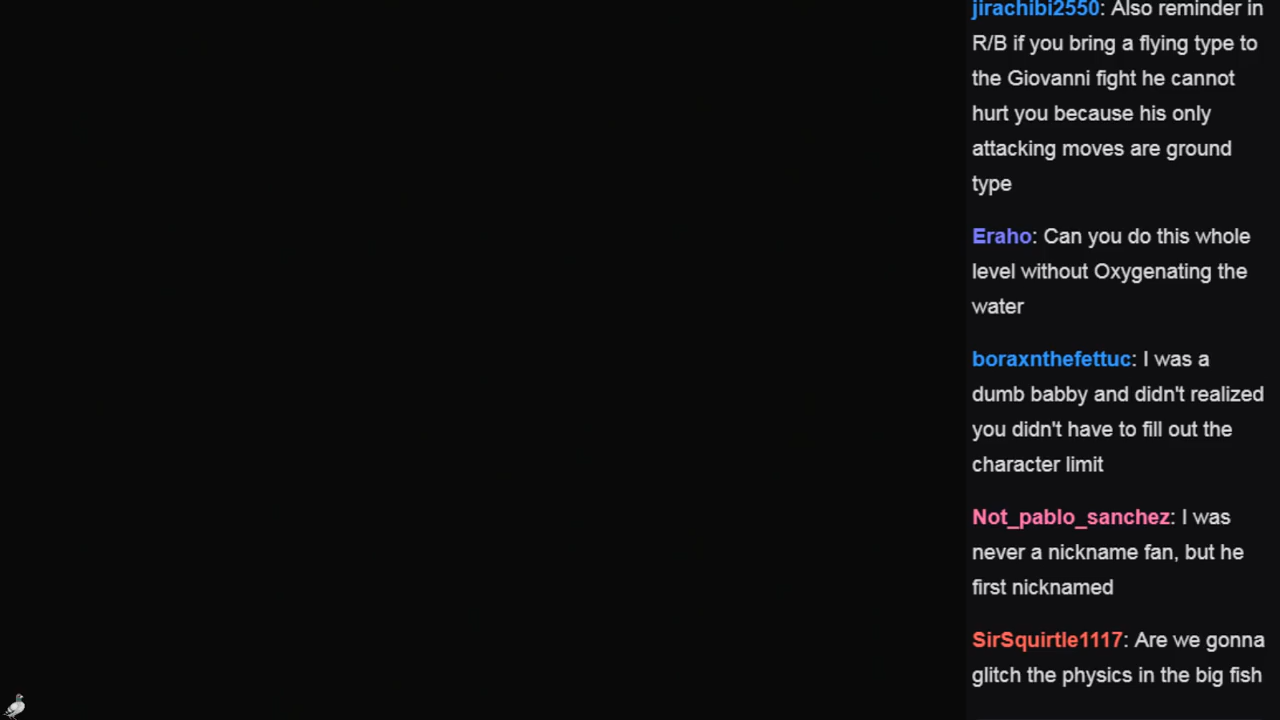 jirachibi2550: Also reminder in
R/B if you bring a flying type to
the Giovanni fight he cannot
hurt you because his only
attacking moves are ground
type
Eraho: Can you do this whole
level without Oxygenating the
water
boraxnthefettuc: I was a
dumb babby and didn't realized
you didn't have to fill out the
character limit
Not_pablo_sanchez: I was
never a nickname fan, but he
first nicknamed
SirSquirtle1117: Are we gonna
glitch the physics in the big fish